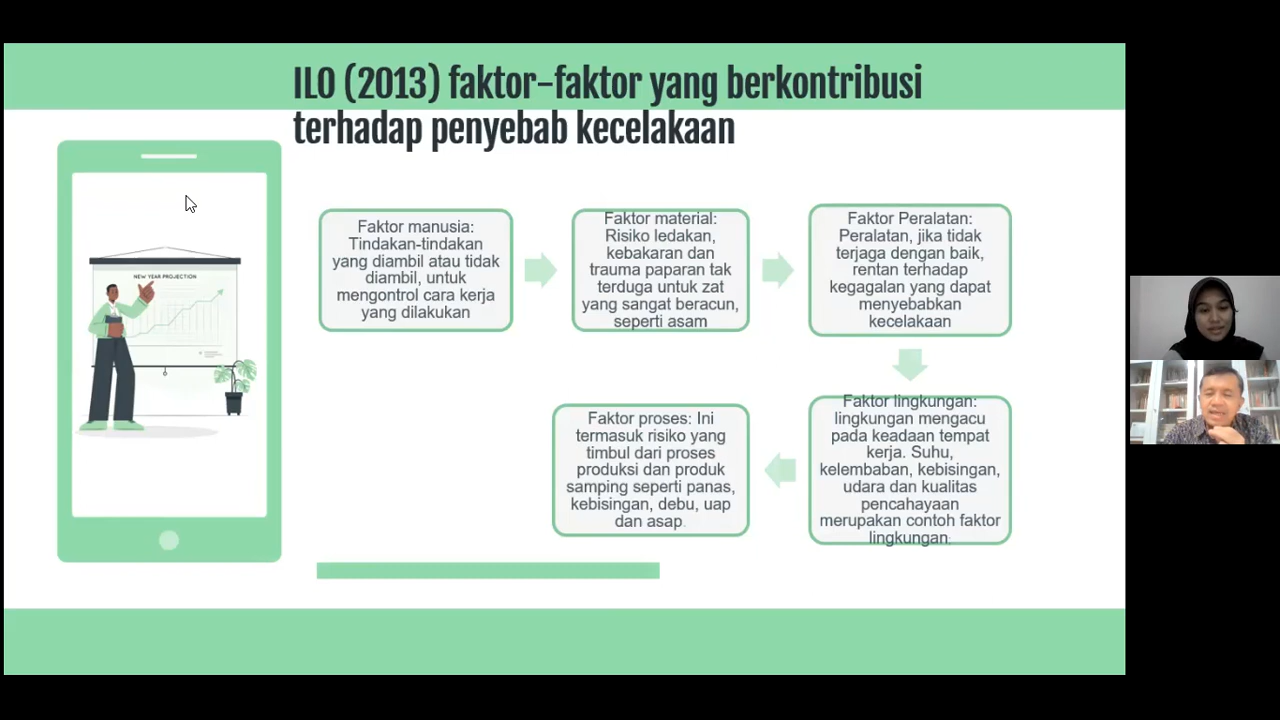 ILO (2013) faktor-faktor yang berkontribusi
terhadap penyebab kecelakaan
NEW YEAR PROJECTION
Faktor manusia:
Tindakan-tindakan
yang diambil atau tidak
diambil, untuk
mengontrol cara kerja
yang dilakukan
Faktor material:
Risiko ledakan,
kebakaran dan
trauma paparan tak
terduga untuk zat
yang sangat beracun,
seperti asam
Faktor Peralatan:
Peralatan, jika tidak
terjaga dengan baik,
rentan terhadap
kegagalan yang dapat
menyebabkan
kecelakaan
Faktor lingkungan:
lingkungan mengacu
pada keadaan tempat
kerja. Suhu,
kelembaban, kebisingan,
udara dan kualitas
pencahayaan
merupakan contoh faktor
lingkungan.
Faktor proses: Ini
termasuk risiko yang
timbul dari proses
produksi dan produk
samping seperti panas,
kebisingan, debu, uap
dan asap.